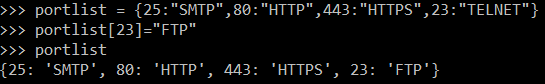 >>> portlist = {25:"SMTP",80:"HTTP",443:"HTTPS",23:"TELNET"}
>>> portlist[23]="FTP"
>>> portlist
{25: 'SMTP', 80: 'HTTP', 443: 'HTTPS', 23: 'FTP'}